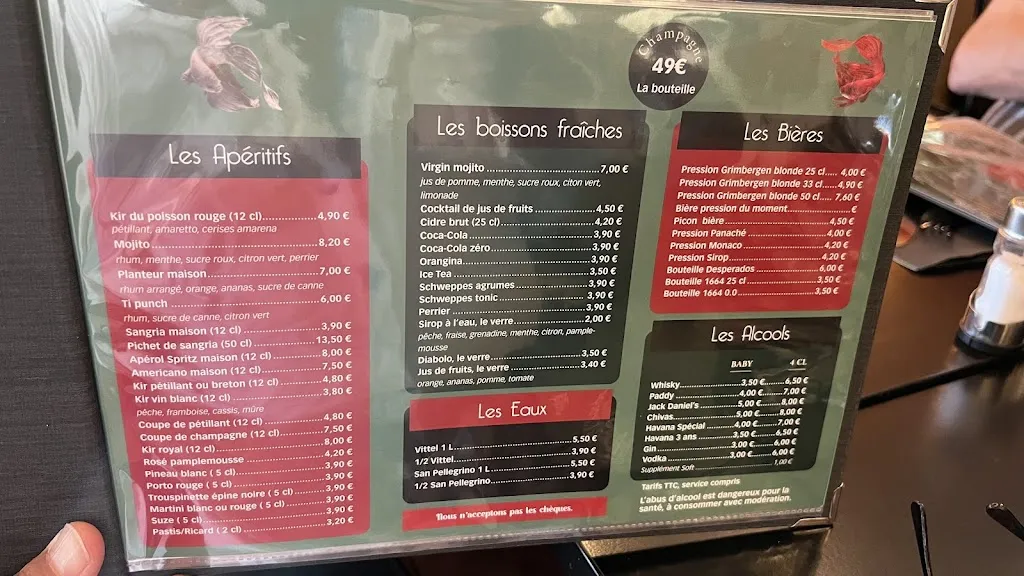 Champagne
49€
La bouteille
Les Apéritifs
Kir du poisson rouge (12 cl)..................4,90 €
pétillant, amaretto, cerises amarena
Mojito..................8,20 €
rhum, menthe, sucre roux, citron vert, perrier
Planteur maison..................7,00 €
rhum arrangé, orange, ananas, sucre de canne
Ti punch..................6,00 €
rhum, sucre de canne, citron vert
Sangria maison (12 cl)..................3,90 €
Pichet de sangria (50 cl)..................13,50 €
Apérol Spritz maison (12 cl)..................8,00 €
Americano maison (12 cl)..................7,50 €
Kir pétillant ou breton (12 cl)..................4,80 €
Kir vin blanc (12 cl)..................3,80 €
pêche, framboise, cassis, mûre
Coupe de pétillant (12 cl)..................4,80 €
Coupe de champagne (12 cl)..................7,50 €
Kir royal (12 cl)..................8,00 €
Rosé pamplemousse..................4,20 €
Pineau blanc ( 5 cl)..................3,90 €
Porto rouge ( 5 cl)..................3,90 €
Trouspinette épine noire ( 5 cl)..................3,90 €
Martini blanc ou rouge ( 5 cl)..................3,90 €
Suze ( 5 cl)..................3,90 €
Pastis/Ricard ( 2 cl)..................3,20 €
Les boissons fraîches
Virgin mojito..................7,00 €
jus de pomme, menthe, sucre roux, citon vert,
limonade
Cocktail de jus de fruits..................4,50 €
Cidre brut (25 cl)..................4,20 €
Coca-Cola..................3,90 €
Coca-Cola zéro..................3,90 €
Orangina..................3,90 €
Ice Tea..................3,50 €
Schweppes agrumes..................3,90 €
Schweppes tonic..................3,90 €
Perrier..................3,90 €
Sirop à l'eau, le verre..................2,00 €
pêche, fraise, grenadine, menthe, citron, pample-
mousse
Diabolo, le verre..................3,50 €
Jus de fruits, le verre..................3,40 €
orange, ananas, pomme, tomate
Les Eaux
Vittel 1 L..................5,50 €
1/2 Vittel..................3,90 €
San Pellegrino 1 L..................5,50 €
1/2 San Pellegrino..................3,90 €
Nous n'acceptons pas les chèques.
Les Bières
Pression Grimbergen blonde 25 cl..... 4,00 €
Pression Grimbergen blonde 33 cl.....4,90 €
Pression Grimbergen blonde 50 cl..... 7,60 €
Bière pression du moment..................€
Picon bière..................4,50 €
Pression Panaché..................4,00 €
Pression Monaco..................4,20 €
Pression Sirop..................4,20 €
Bouteille Desperados..................6,00 €
Bouteille 1664 25 cl..................3,50 €
Bouteille 1664 0.0..................3,50 €
Les Alcools
BABY 4 CL
Whisky..................3,50 €.......6,50 €
Paddy..................4,00 €.......7,00 €
Jack Daniel's..................5,00 €.......8,00 €
Chivas..................5,00 €.......8,00 €
Havana Spécial..................4,00 €.......7,00 €
Havana 3 ans..................3,50 €.......6,50 €
Gin..................3,00 €.......6,00 €
Vodka..................3,00 €.......6,00 €
Supplément Soft..................1,00 €
Tarifs TTC, service compris
L'abus d'alcool est dangereux pour la
santé, à consommer avec modération.